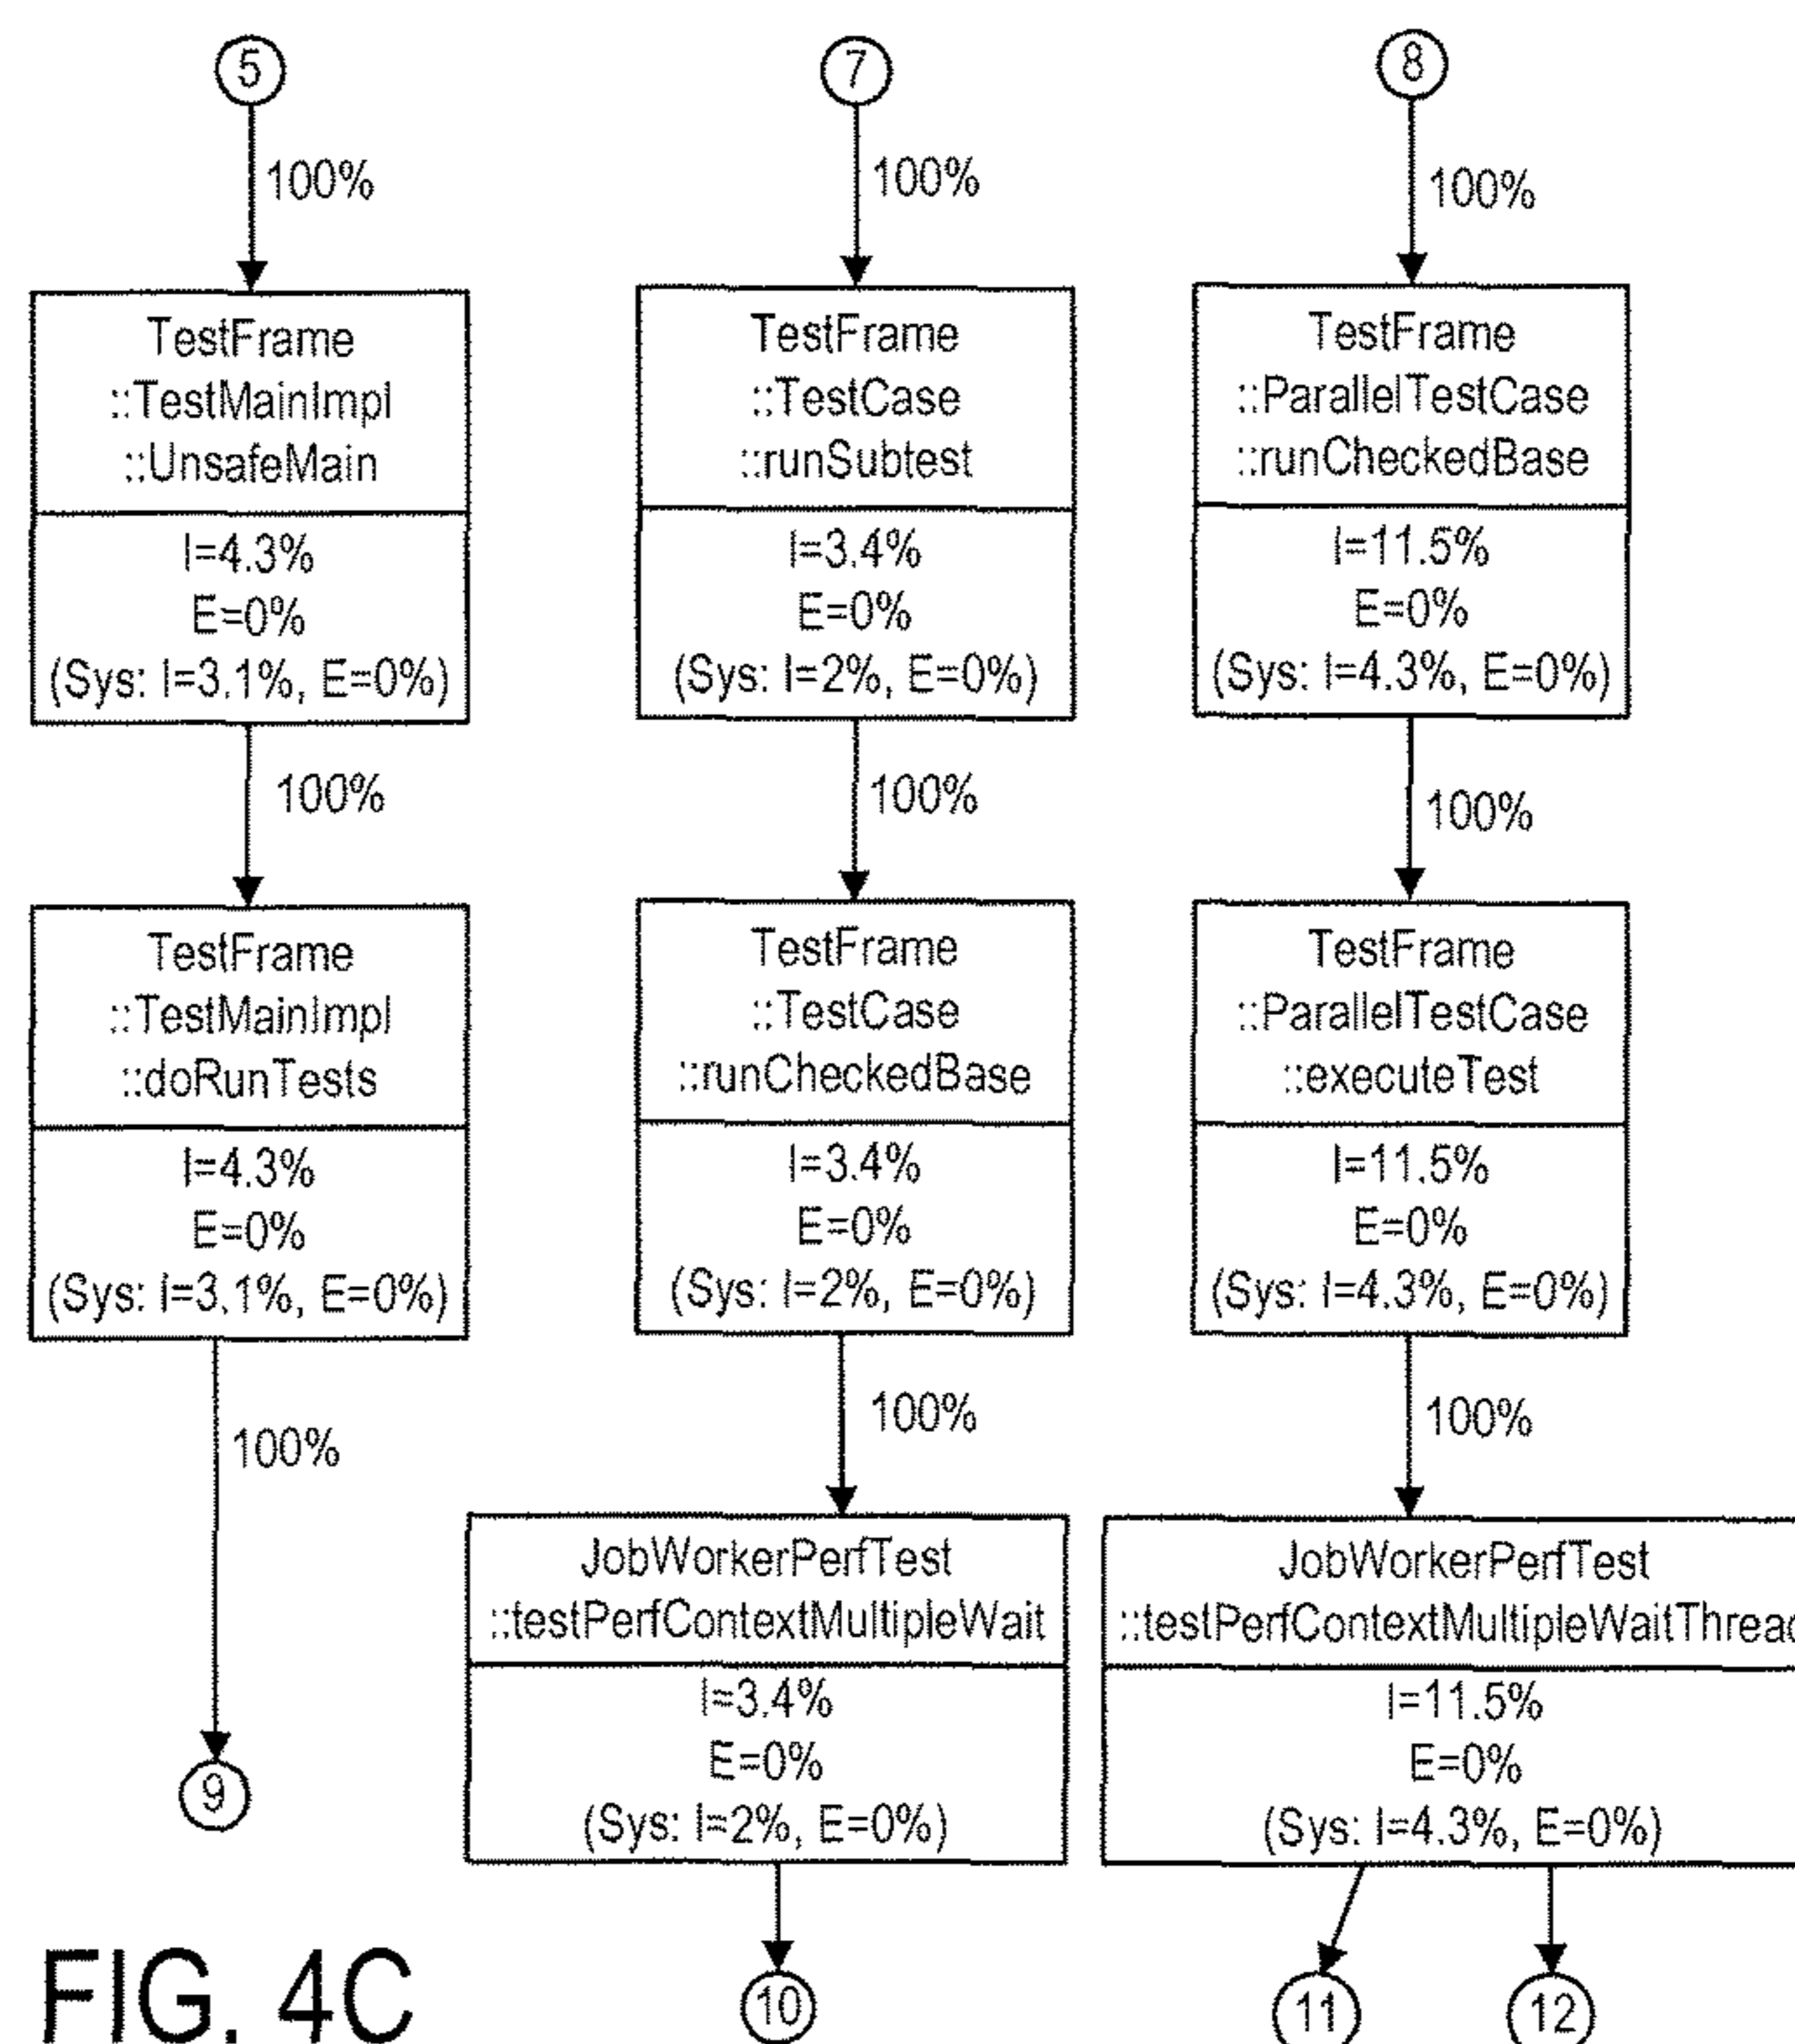 5
100%
TestFrame
::TestMainImpl
::UnsafeMain
I=4.3%
E=0%
(Sys: I=3.1%, E=0%)
100%
TestFrame
::TestMainImpl
::doRunTests
I=4.3%
E=0%
(Sys: I=3.1%, E=0%)
100%
9
7
100%
TestFrame
::TestCase
::runSubtest
I=3.4%
E=0%
(Sys: I=2%, E=0%)
100%
TestFrame
::TestCase
::runCheckedBase
I=3.4%
E=0%
(Sys: I=2%, E=0%)
100%
JobWorkerPerfTest
::testPerfContextMultipleWait
I=3.4%
E=0%
(Sys: I=2%, E=0%)
10
8
100%
TestFrame
::ParallelTestCase
::runCheckedBase
I=11.5%
E=0%
(Sys: I=4.3%, E=0%)
100%
TestFrame
::ParallelTestCase
::executeTest
I=11.5%
E=0%
(Sys: I=4.3%, E=0%)
100%
JobWorkerPerfTest
::testPerfContextMultipleWaitThread
I=11.5%
E=0%
(Sys: I=4.3%, E=0%)
11
12
FIG. 4C